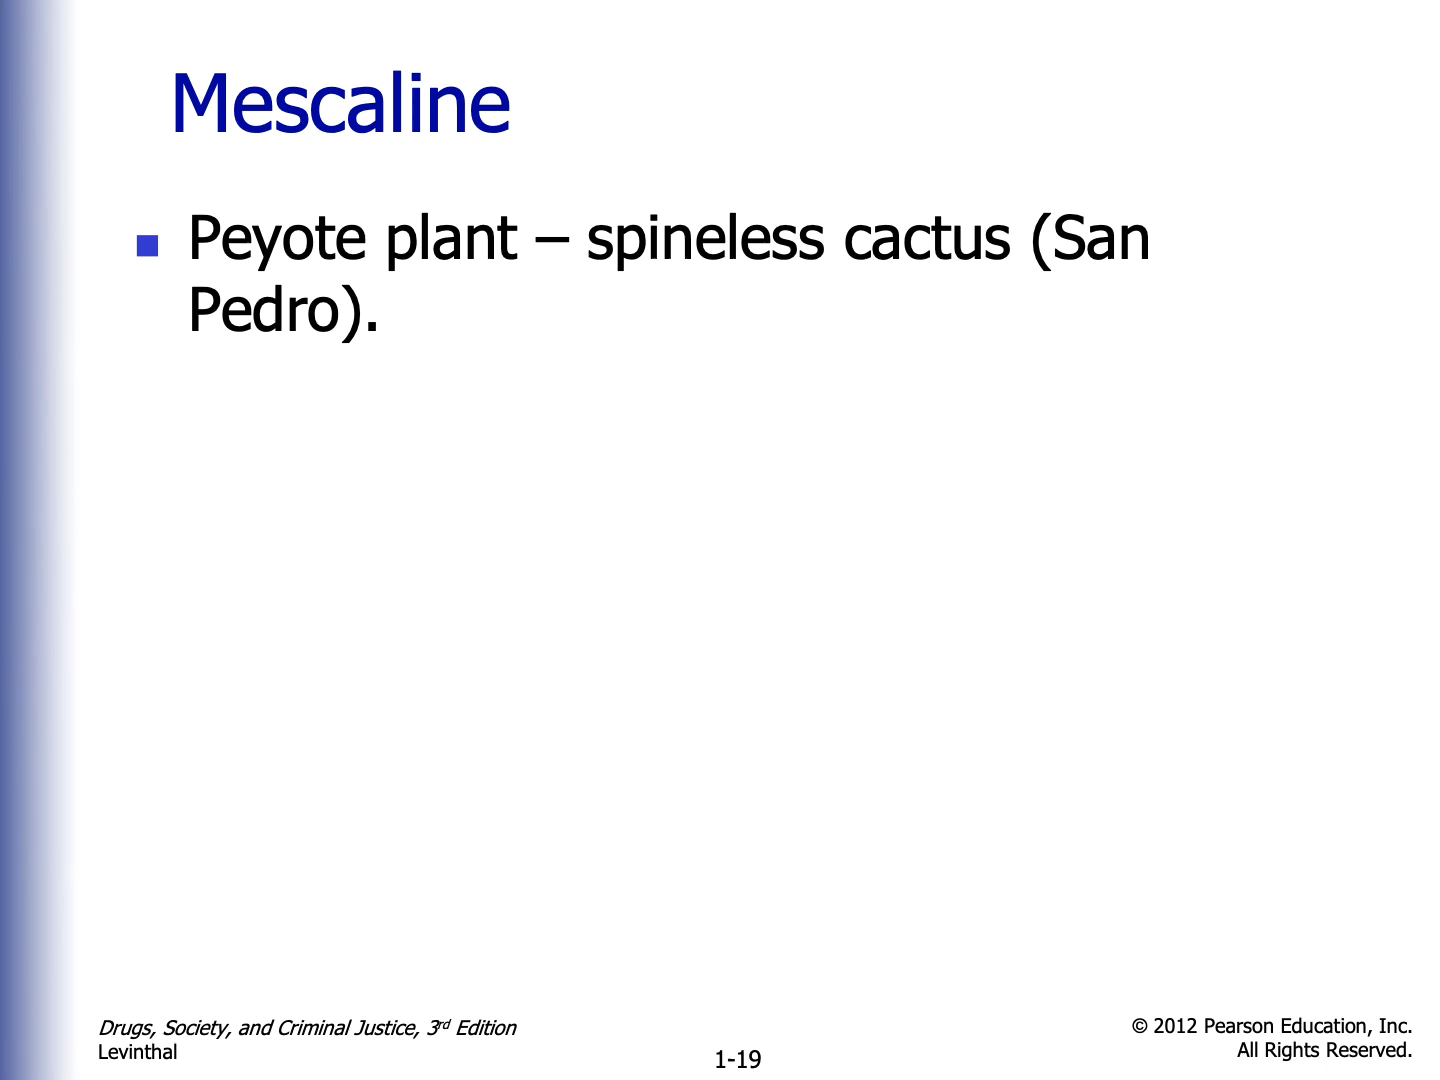 Mescaline
Peyote plant – spineless cactus (San
Pedro).
Drugs, Society, and Criminal Justice, 3rd Edition
Levinthal
1-19
© 2012 Pearson Education, Inc.
All Rights Reserved.